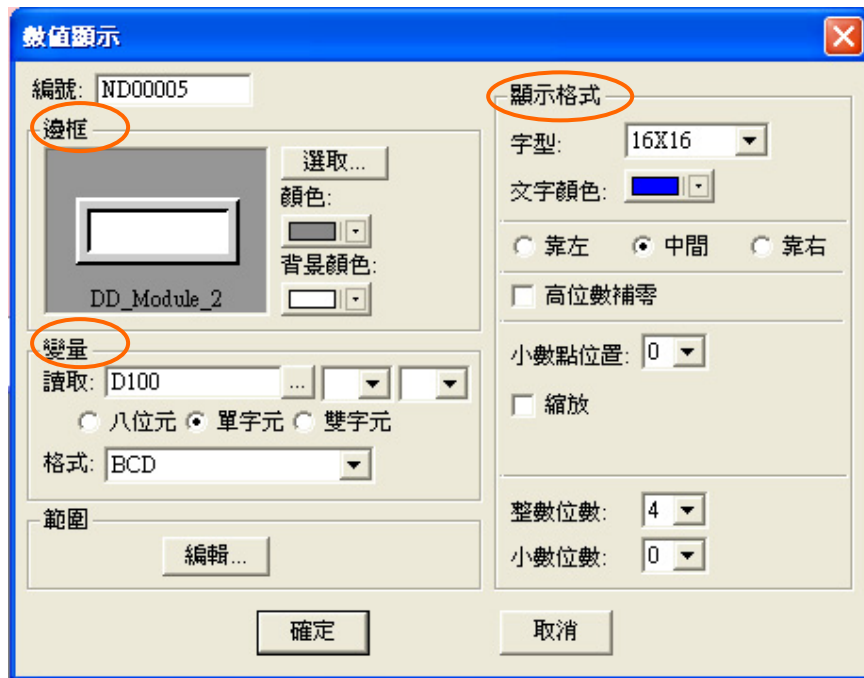 數值顯示
編號: ND00005
邊框
選取...
顏色:
背景顏色:
DD_Module_2
變量
讀取: D100 ...
八位元 單字元 雙字元
格式: BCD
範圍
編輯...
顯示格式
字型: 16X16
文字顏色:
靠左 中間 靠右
高位數補零
小數點位置: 0
縮放
整數位數: 4
小數位數: 0
確定 取消